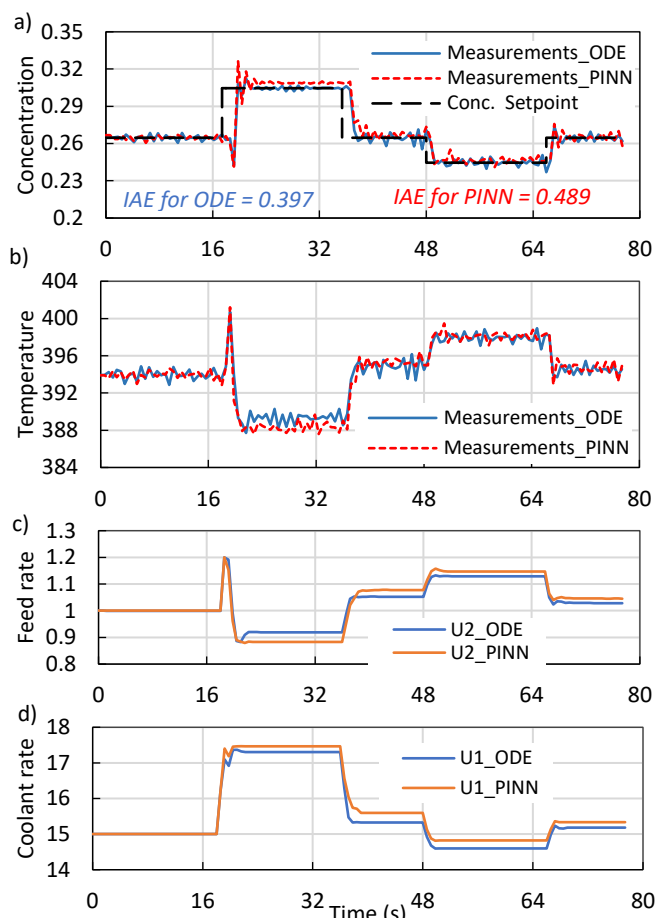 a)
0.35
0.32
0.29
0.26
0.23
0.2
Concentration
Measurements_ODE
Measurements_PINN
Conc. Setpoint
IAE for ODE = 0.397
IAE for PINN = 0.489
0
16
32
48
64
80
b)
404
400
396
392
388
384
Temperature
Measurements_ODE
Measurements_PINN
0
16
32
48
64
80
c)
1.3
1.2
1.1
1
0.9
0.8
Feed rate
U2_ODE
U2_PINN
0
16
32
48
64
80
d)
18
17
16
15
14
Coolant rate
U1_ODE
U1_PINN
0
16
32
48
64
80
Time (s)